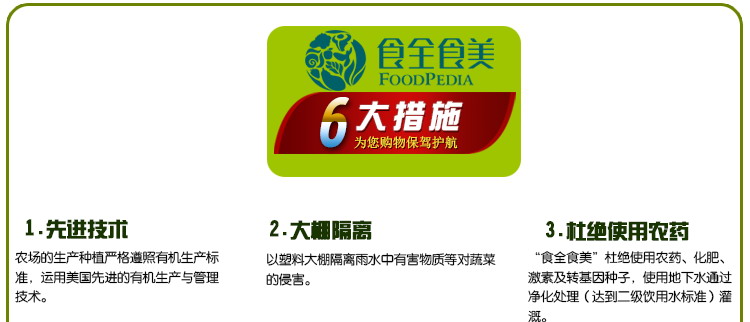 食全食美
FOODPEDIA
6大措施
为您购物保驾护航
1.先进技术
农场的生产种植严格遵照有机生产标
准，运用美国先进的有机生产与管理
技术。
2.大棚隔离
以塑料大棚隔离雨水中有害物质等对蔬菜
的侵害。
3.杜绝使用农药
“食全食美”杜绝使用农药、化肥、
激素及转基因种子，使用地下水通过
净化处理（达到二级饮用水标准）灌
溉。